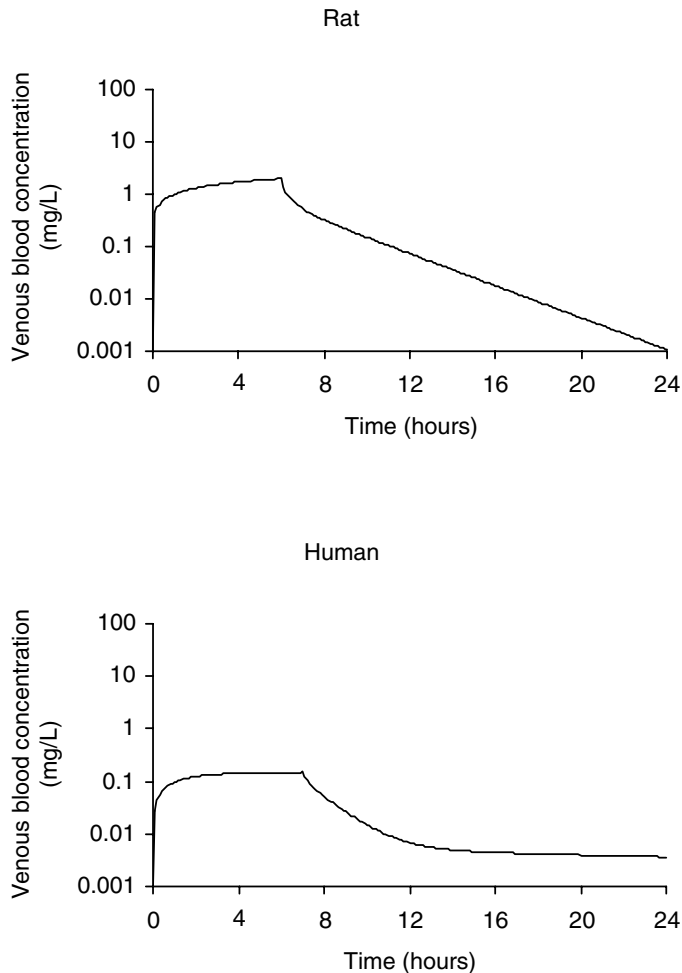 Rat
Venous blood concentration
(mg/L)
100
10
1
0.1
0.01
0.001
0 4 8 12 16 20 24
Time (hours)
Human
Venous blood concentration
(mg/L)
100
10
1
0.1
0.006
0.001
0 4 8 12 16 20 24
Time (hours)